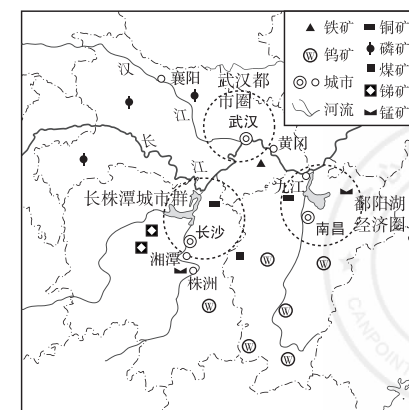 铁矿 铜矿
钨矿 磷矿
煤矿
城市 锑矿
河流 锰矿
汉
江
襄阳
武汉都
市圈
武汉
黄冈
长
江
九江
长株潭城市群
鄱阳湖
经济圈
长沙
南昌
湘潭
株洲
W
W
W
W
W
W
W
CANPOINT